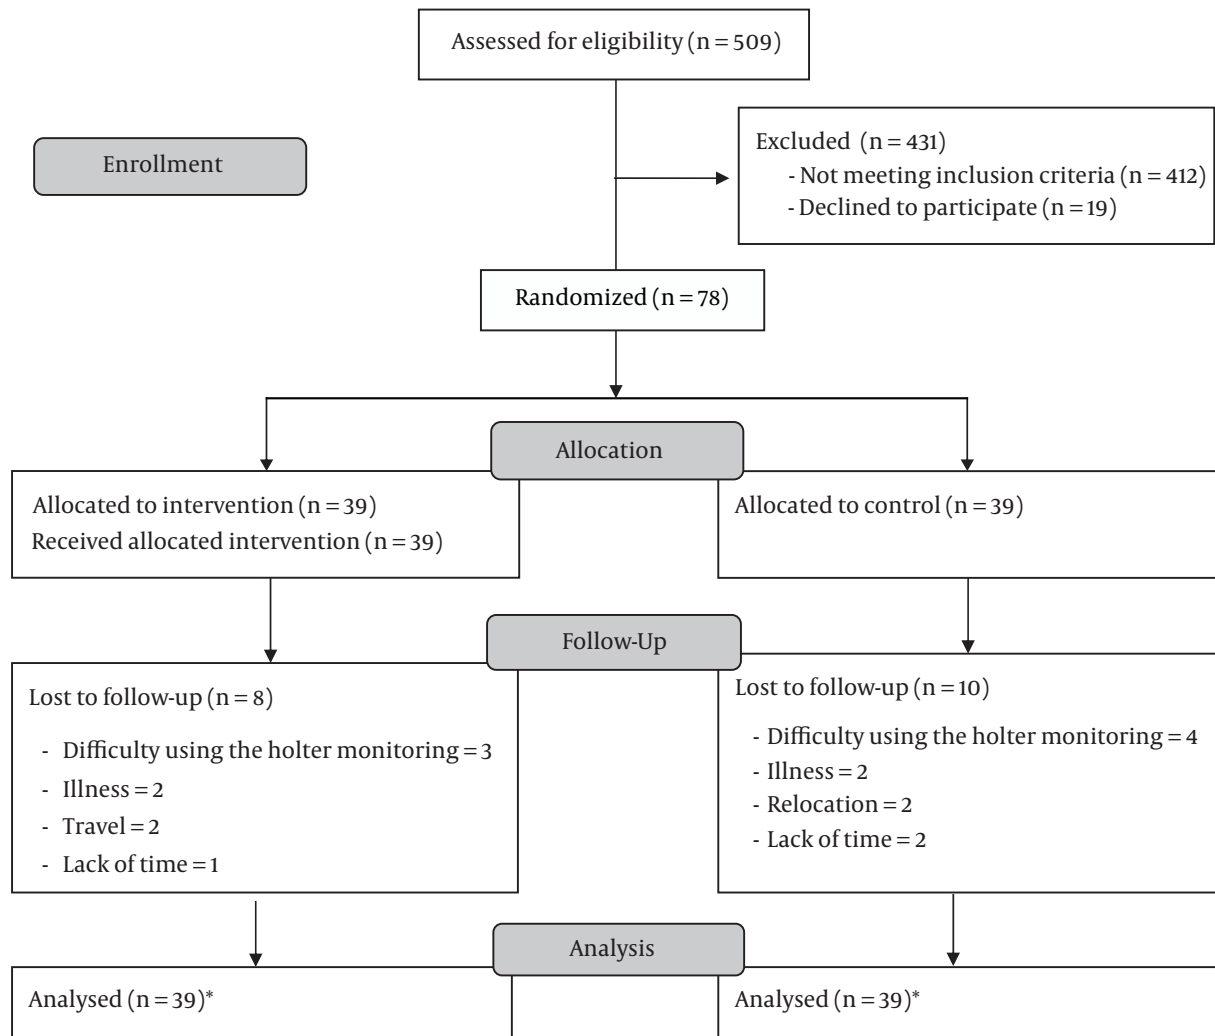 Assessed for eligibility (n = 509)
Enrollment
Excluded (n = 431)
- Not meeting inclusion criteria (n = 412)
- Declined to participate (n = 19)
Randomized (n = 78)
Allocation
Allocated to intervention (n = 39)
Received allocated intervention (n = 39)
Allocated to control (n = 39)
Follow-Up
Lost to follow-up (n = 8)
- Difficulty using the holter monitoring = 3
- Illness = 2
- Travel = 2
- Lack of time = 1
Lost to follow-up (n = 10)
- Difficulty using the holter monitoring = 4
- Illness = 2
- Relocation = 2
- Lack of time = 2
Analysis
Analysed (n = 39)*
Analysed (n = 39)*